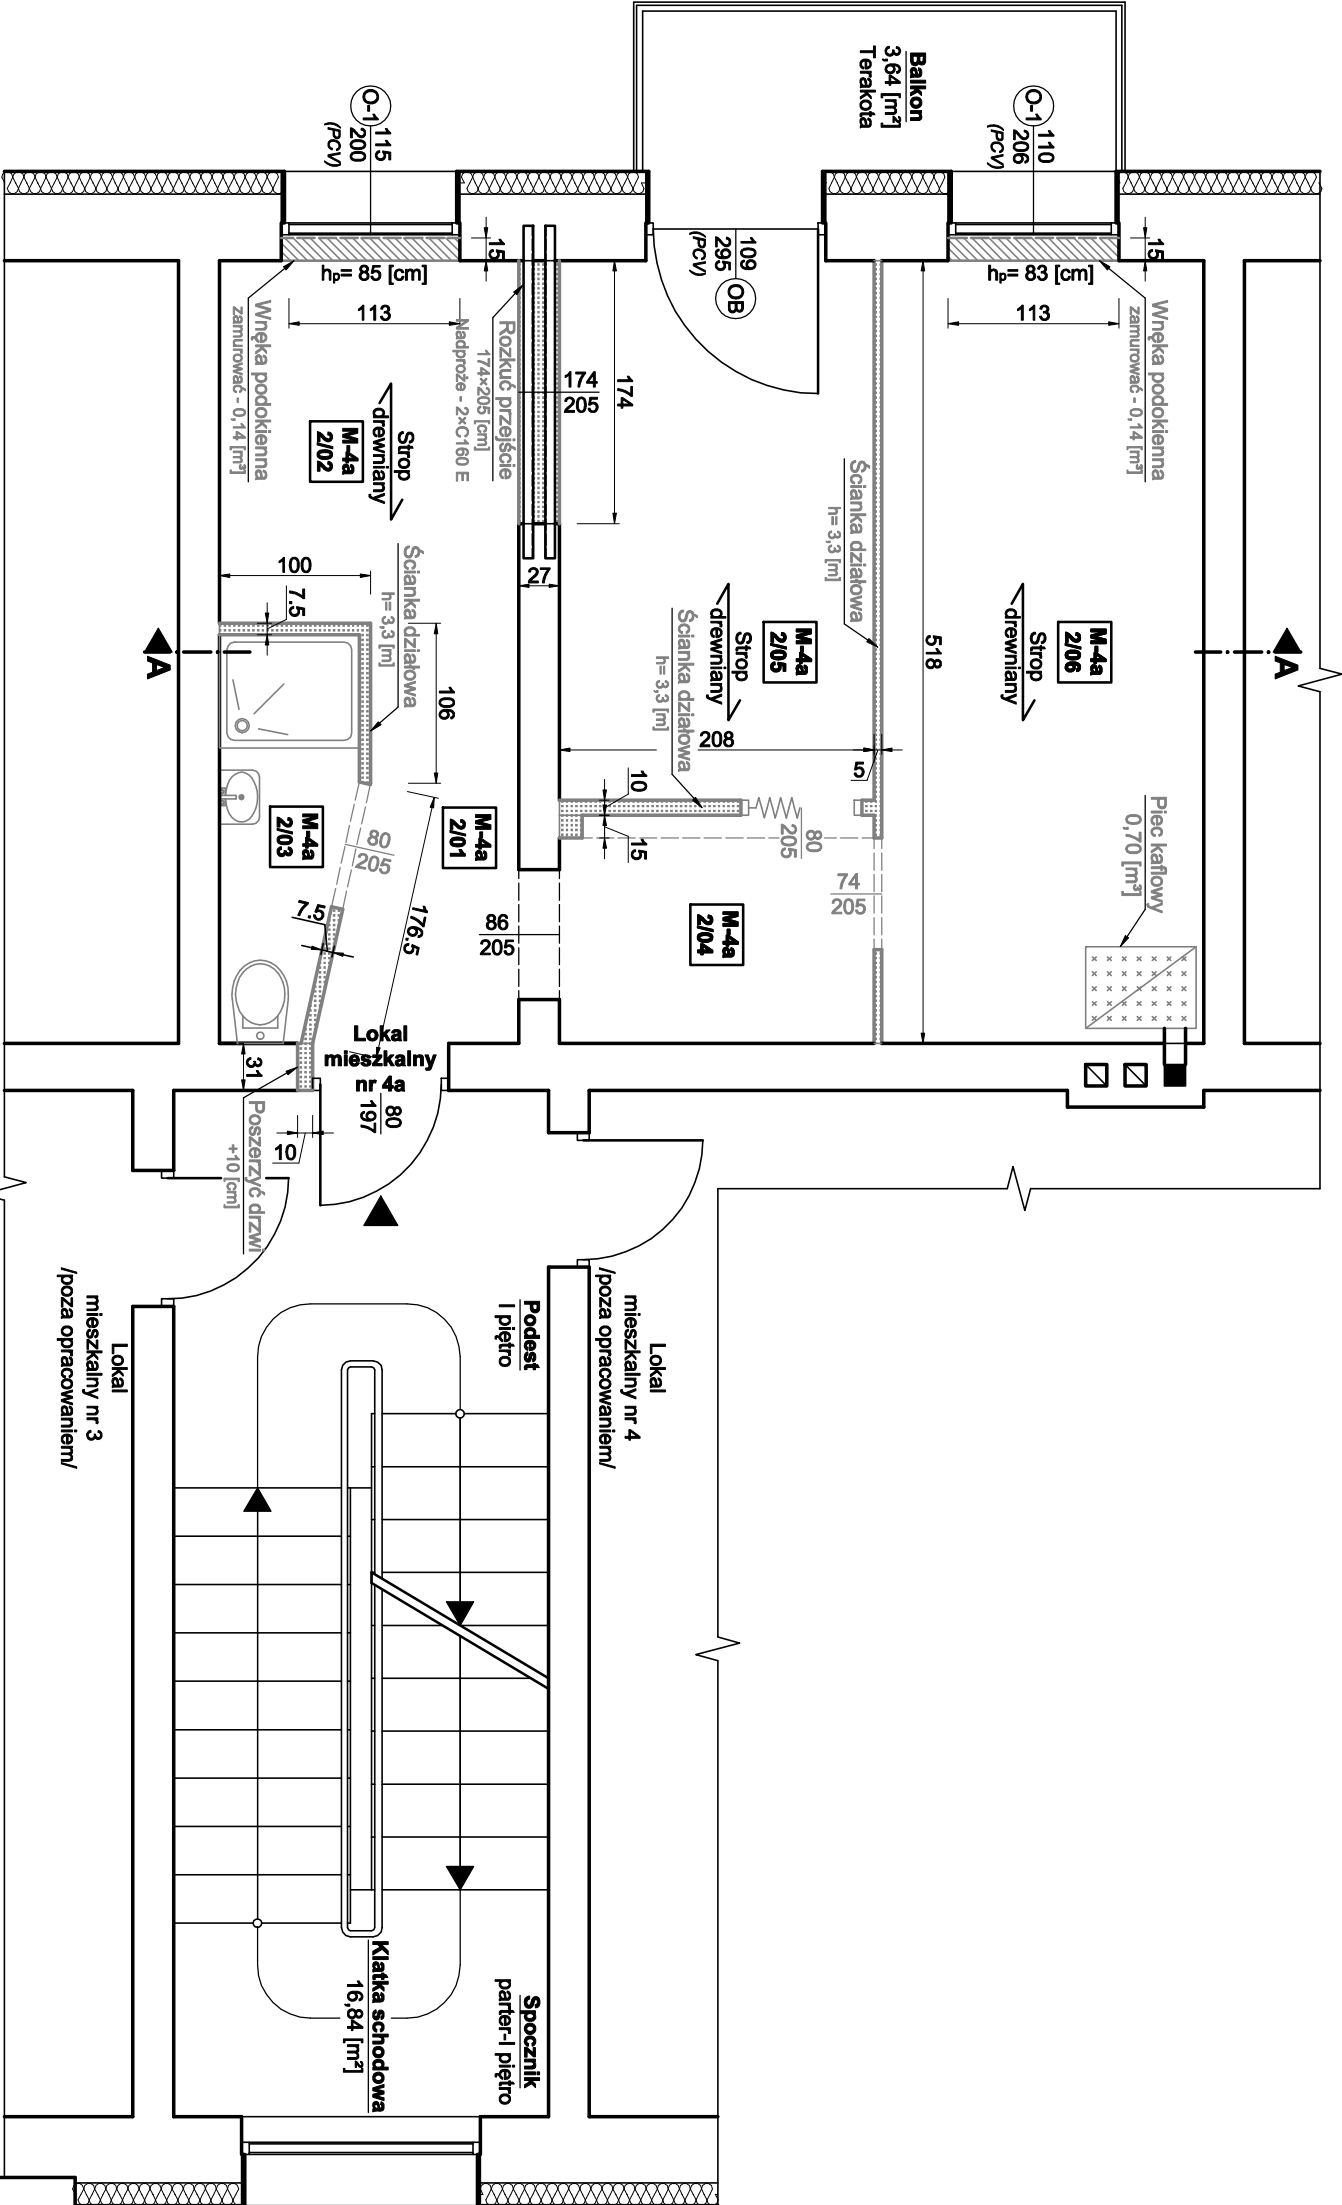 Balkon
3,64 [m²]
Terakota
O-1
110
206
(PCV)
O-1
115
200
(PCV)
109
295
(PCV)
OB
15
15
hp= 85 [cm]
hp= 83 [cm]
113
113
Wnęka podokienna
zamurować - 0,14 [m³]
Wnęka podokienna
zamurować - 0,14 [m³]
Rozkuć przejście
174×205 [cm]
Nadproże - 2×C160 E
174
205
174
27
Strop
drewniany
M-4a
2/02
Ścianka działowa
h= 3,3 [m]
Ścianka działowa
h= 3,3 [m]
Ścianka działowa
h= 3,3 [m]
Strop
drewniany
M-4a
2/05
Strop
drewniany
M-4a
2/06
518
100
7.5
106
A
A
208
5
10
15
80
205
74
205
M-4a
2/03
M-4a
2/01
80
205
176.5
7.5
86
205
M-4a
2/04
Piec kaflowy
0,70 [m³]
Lokal
mieszkalny
nr 4a
80
197
31
10
Poszerzyć drzwi
+10 [cm]
Lokal
mieszkalny nr 3
/poza opracowaniem/
Lokal
mieszkalny nr 4
/poza opracowaniem/
Podest
I piętro
Spocznik
parter-I piętro
Klatka schodowa
16,84 [m²]